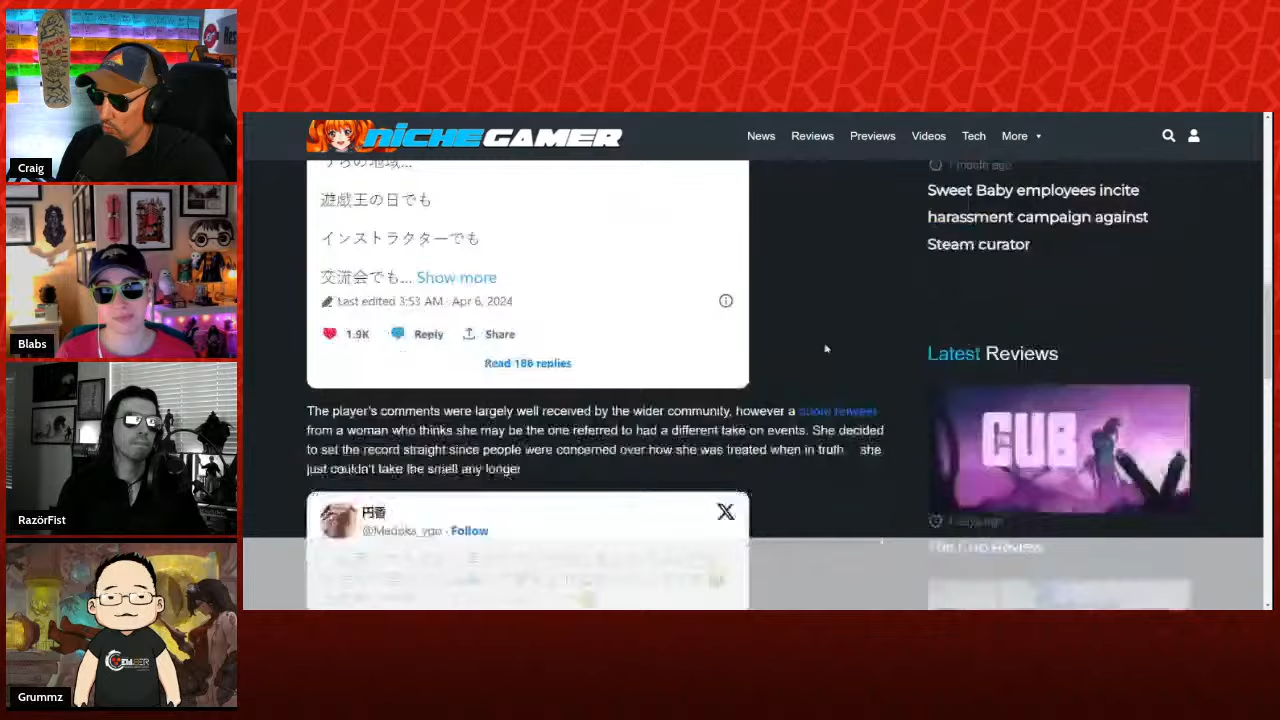 Craig
Blabs
RazörFist
Grummz
NICHEGAMER
News Reviews Previews Videos Tech More
遊戯王の日でも
インストラクターでも
交流会でも... Show more
Last edited 3:53 AM · Apr 6, 2024
1.9K Reply Share
Read 186 replies
The player's comments were largely well received by the wider community, however a quote retweet
from a woman who thinks she may be the one referred to had a different take on events. She decided
to set the record straight since people were concerned over how she was treated when in truth she
just couldn't take the smell any longer
円香
@Madoka_ygo · Follow
Sweet Baby employees incite
harassment campaign against
Steam curator
Latest Reviews
CUB